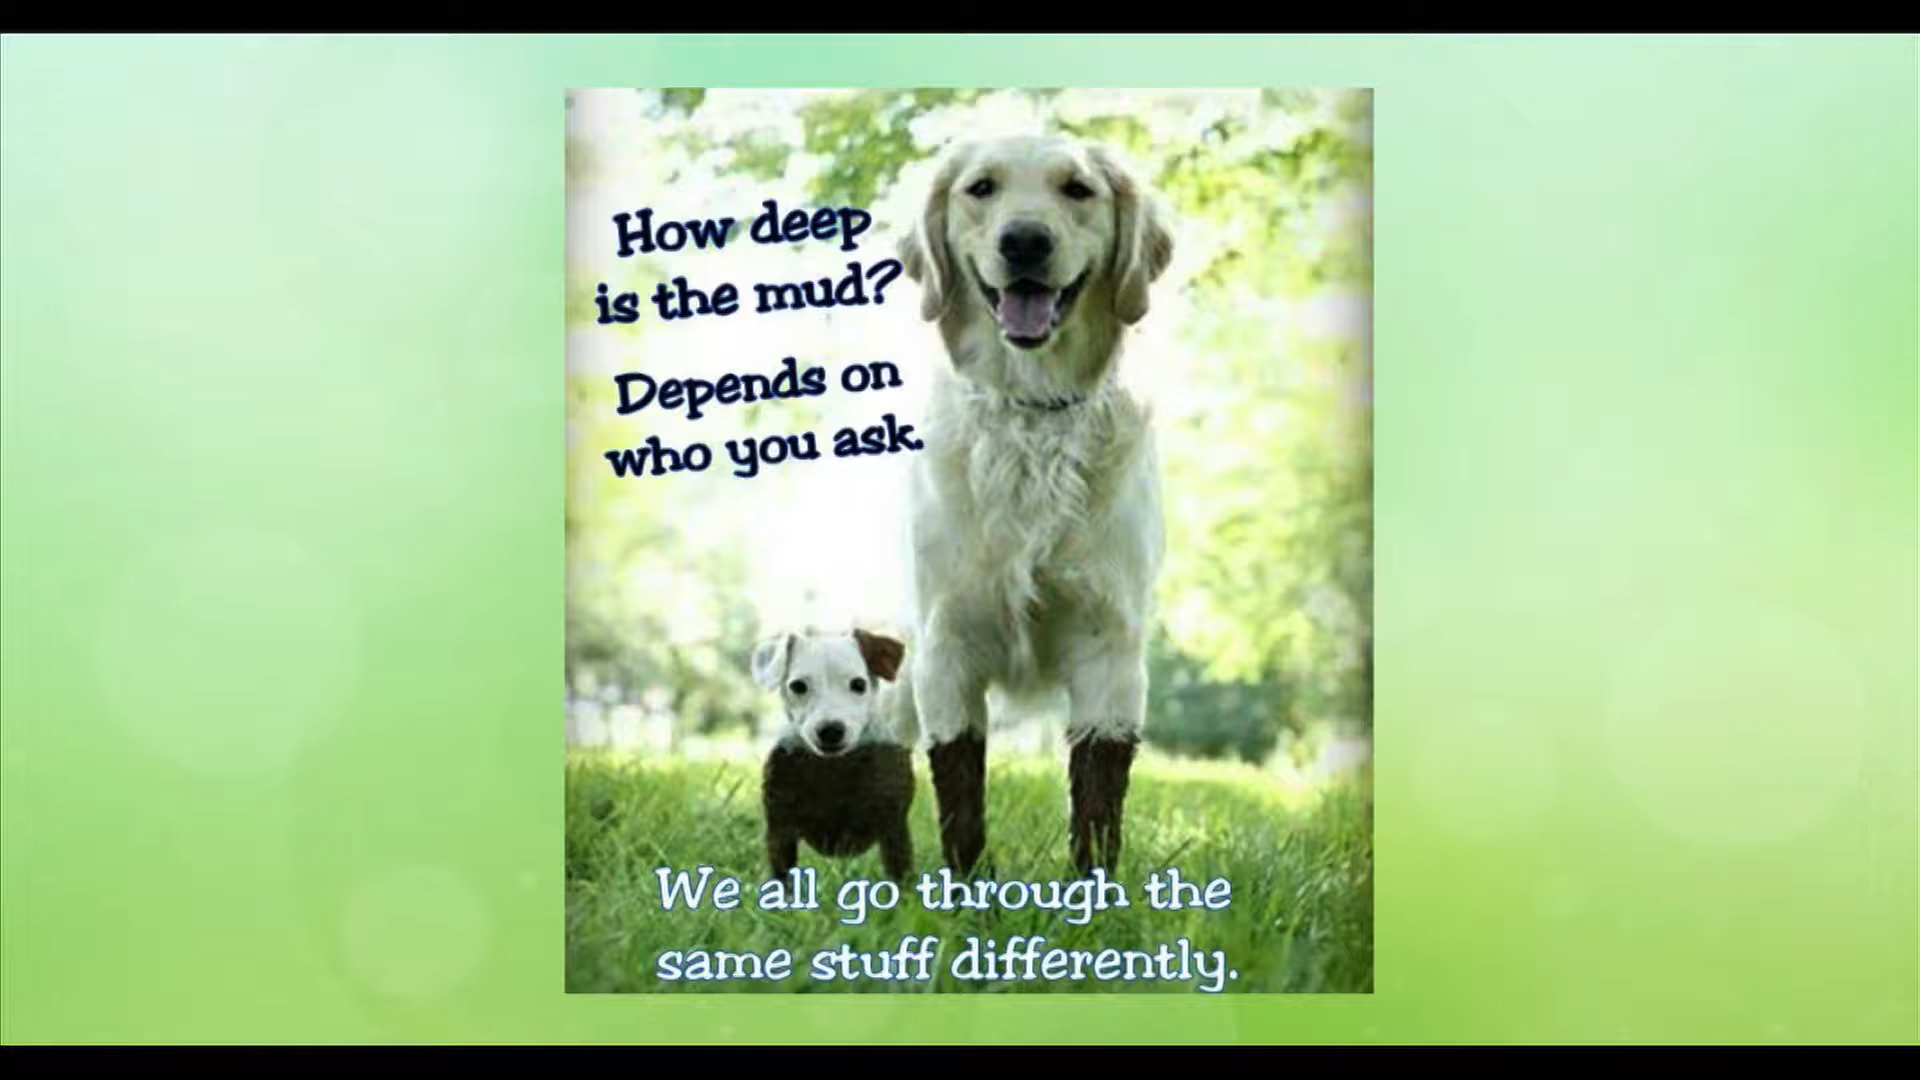 How deep
is the mud?
Depends on
who you ask.
We all go through the
same stuff differently.